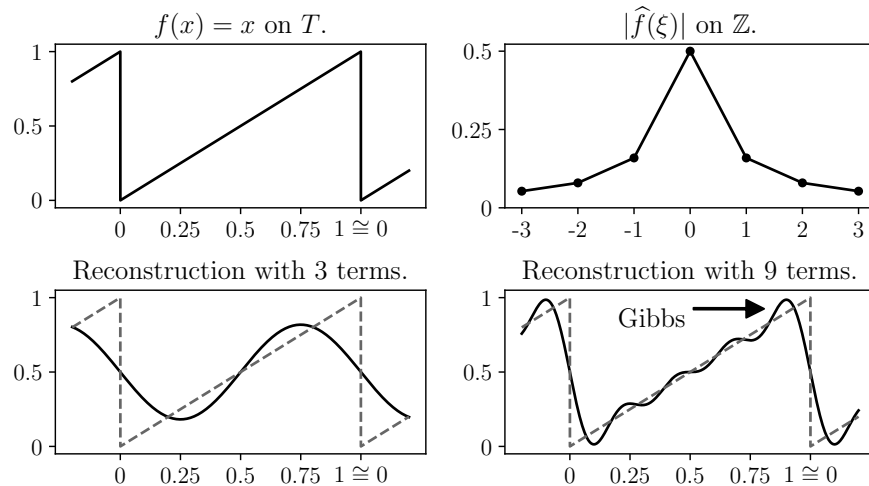 f(x) = x on T.
1
0.5
0
0 0.25 0.5 0.75 1 ≅ 0
|f̂(ξ)| on ℤ.
0.5
0.25
0
-3 -2 -1 0 1 2 3
Reconstruction with 3 terms.
1
0.5
0
0 0.25 0.5 0.75 1 ≅ 0
Reconstruction with 9 terms.
1
0.5
0
Gibbs
0 0.25 0.5 0.75 1 ≅ 0